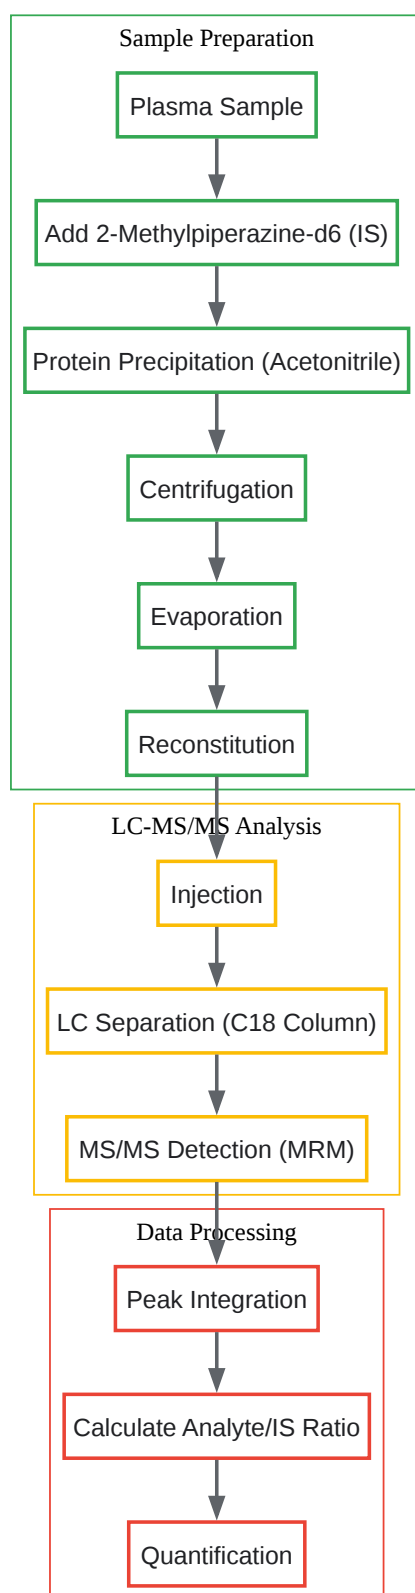 Sample Preparation
Plasma Sample
Add 2-Methylpiperazine-d6 (IS)
Protein Precipitation (Acetonitrile)
Centrifugation
Evaporation
Reconstitution
LC-MS/MS Analysis
Injection
LC Separation (C18 Column)
MS/MS Detection (MRM)
Data Processing
Peak Integration
Calculate Analyte/IS Ratio
Quantification